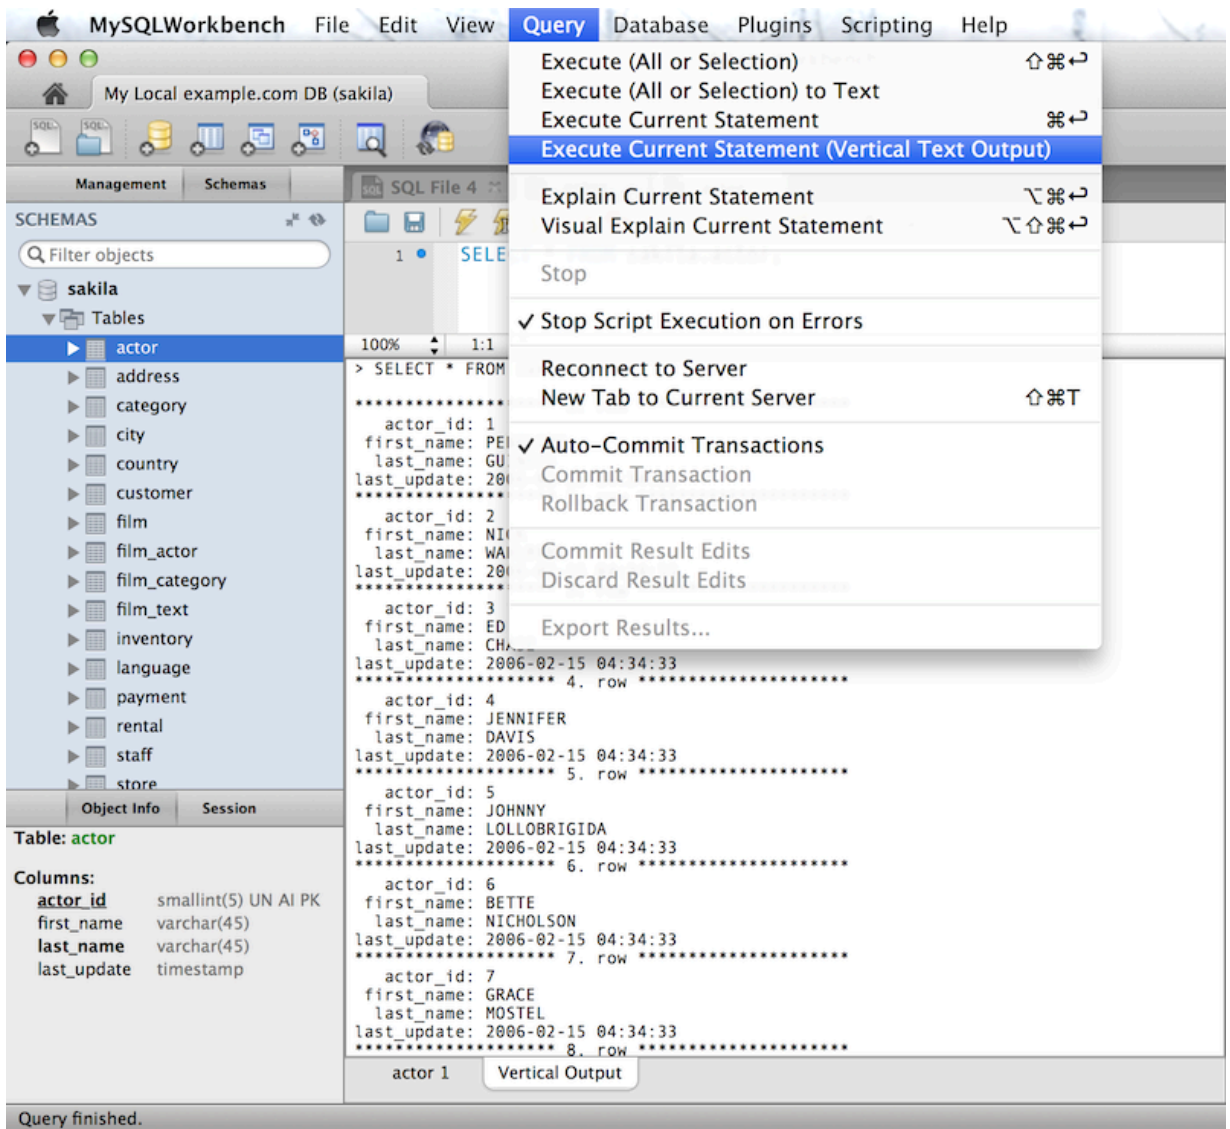 MySQLWorkbench File Edit View Query Database Plugins Scripting Help
My Local example.com DB (sakila)
Execute (All or Selection) ⇧⌘↩
Execute (All or Selection) to Text
Execute Current Statement ⌘↩
Execute Current Statement (Vertical Text Output)
Explain Current Statement ⌥⌘↩
Visual Explain Current Statement ⌥⇧⌘↩
Stop
✓ Stop Script Execution on Errors
Reconnect to Server
New Tab to Current Server ⇧⌘T
✓ Auto-Commit Transactions
Commit Transaction
Rollback Transaction
Commit Result Edits
Discard Result Edits
Export Results...
Management Schemas
SCHEMAS
Filter objects
sakila
Tables
actor
address
category
city
country
customer
film
film_actor
film_category
film_text
inventory
language
payment
rental
staff
store
Object Info Session
Table: actor
Columns:
actor_id smallint(5) UN AI PK
first_name varchar(45)
last_name varchar(45)
last_update timestamp
SQL File 4
1
100% 1:1
> SELECT * FROM
********************
actor_id: 1
first_name:
last_name:
last_update:
********************
actor_id: 2
first_name:
last_name:
last_update:
********************
actor_id: 3
first_name: ED
last_name:
last_update: 2006-02-15 04:34:33
******************** 4. row *********************
actor_id: 4
first_name: JENNIFER
last_name: DAVIS
last_update: 2006-02-15 04:34:33
******************** 5. row *********************
actor_id: 5
first_name: JOHNNY
last_name: LOLLOBRIGIDA
last_update: 2006-02-15 04:34:33
******************** 6. row *********************
actor_id: 6
first_name: BETTE
last_name: NICHOLSON
last_update: 2006-02-15 04:34:33
******************** 7. row *********************
actor_id: 7
first_name: GRACE
last_name: MOSTEL
last_update: 2006-02-15 04:34:33
******************** 8. row *********************
actor 1 Vertical Output
Query finished.